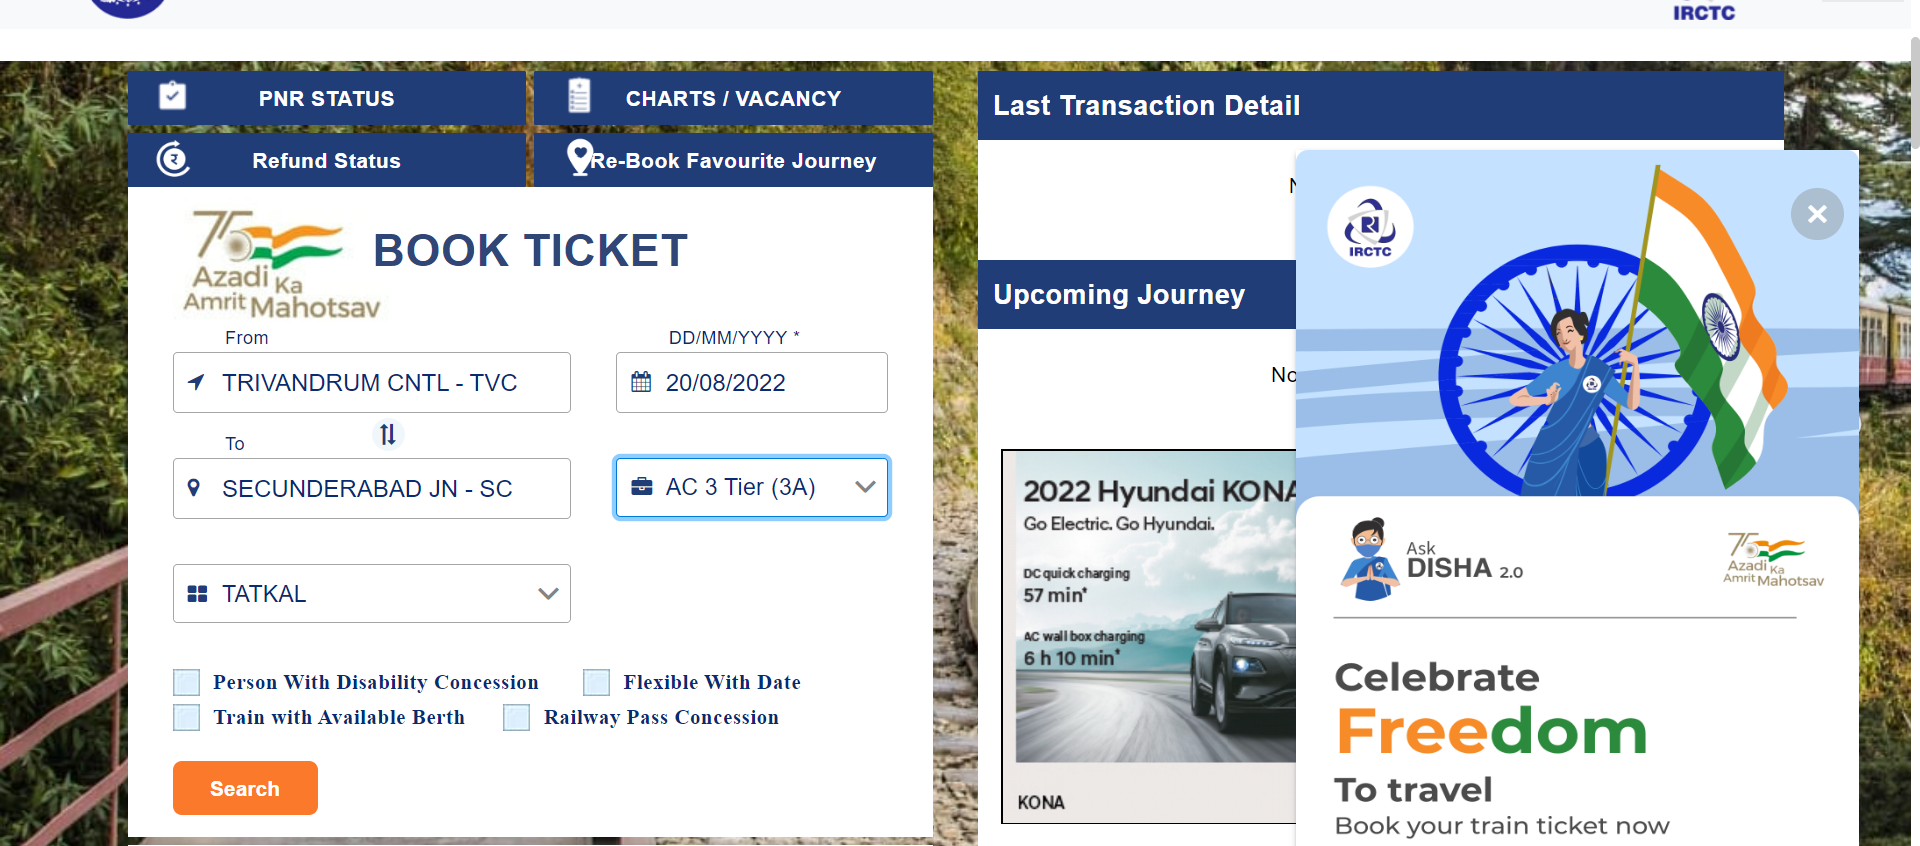 IRCTC
PNR STATUS
CHARTS / VACANCY
Refund Status
Re-Book Favourite Journey
75
Azadi Ka
Amrit Mahotsav
BOOK TICKET
From
TRIVANDRUM CNTL - TVC
DD/MM/YYYY *
20/08/2022
To
SECUNDERABAD JN - SC
AC 3 Tier (3A)
TATKAL
Person With Disability Concession
Flexible With Date
Train with Available Berth
Railway Pass Concession
Search
Last Transaction Detail
Upcoming Journey
No
2022 Hyundai KONA
Go Electric. Go Hyundai.
DC quick charging
57 min*
AC wall box charging
6 h 10 min*
KONA
IRCTC
Ask
DISHA 2.0
75
Azadi Ka
Amrit Mahotsav
Celebrate
Freedom
To travel
Book your train ticket now